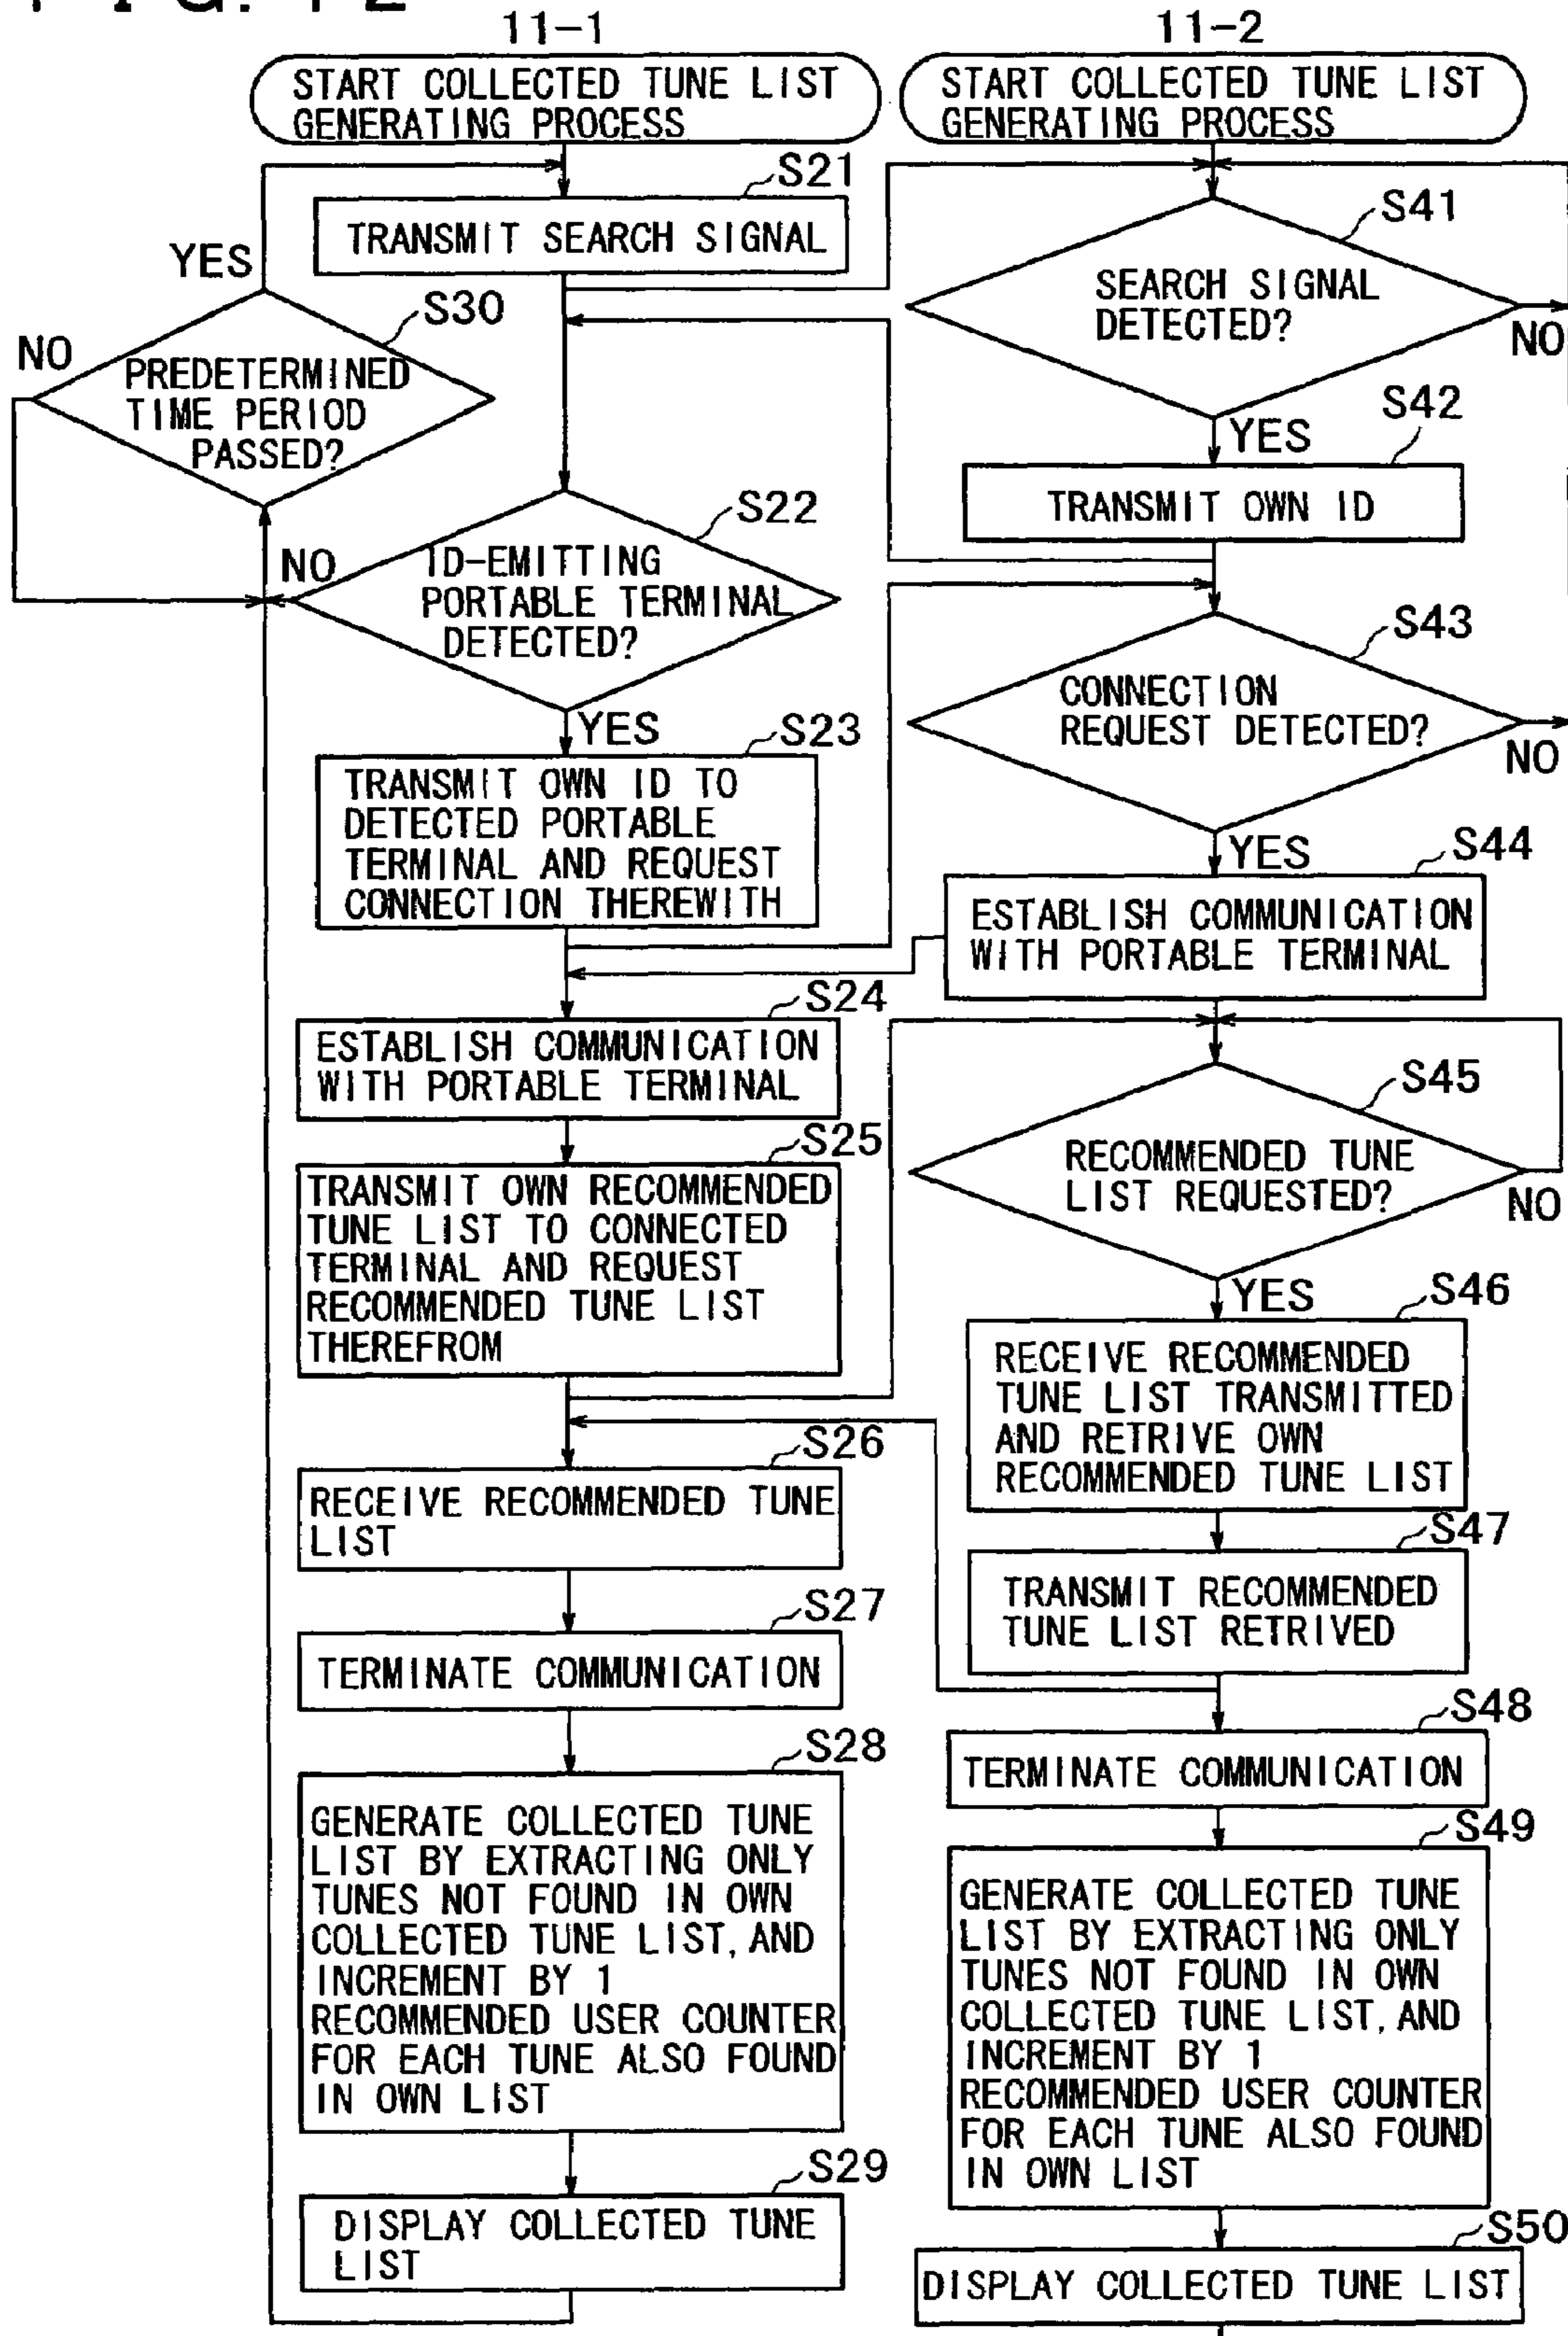 FIG. 12
11-1
START COLLECTED TUNE LIST
GENERATING PROCESS
S21
TRANSMIT SEARCH SIGNAL
YES
S30
NO
PREDETERMINED
TIME PERIOD
PASSED?
S22
NO
ID-EMITTING
PORTABLE TERMINAL
DETECTED?
YES
S23
TRANSMIT OWN ID TO
DETECTED PORTABLE
TERMINAL AND REQUEST
CONNECTION THEREWITH
S24
ESTABLISH COMMUNICATION
WITH PORTABLE TERMINAL
S25
TRANSMIT OWN RECOMMENDED
TUNE LIST TO CONNECTED
TERMINAL AND REQUEST
RECOMMENDED TUNE LIST
THEREFROM
S26
RECEIVE RECOMMENDED TUNE
LIST
S27
TERMINATE COMMUNICATION
S28
GENERATE COLLECTED TUNE
LIST BY EXTRACTING ONLY
TUNES NOT FOUND IN OWN
COLLECTED TUNE LIST, AND
INCREMENT BY 1
RECOMMENDED USER COUNTER
FOR EACH TUNE ALSO FOUND
IN OWN LIST
S29
DISPLAY COLLECTED TUNE
LIST
11-2
START COLLECTED TUNE LIST
GENERATING PROCESS
S41
SEARCH SIGNAL
DETECTED?
NO
YES
S42
TRANSMIT OWN ID
S43
CONNECTION
REQUEST DETECTED?
NO
YES
S44
ESTABLISH COMMUNICATION
WITH PORTABLE TERMINAL
S45
RECOMMENDED TUNE
LIST REQUESTED?
NO
YES
S46
RECEIVE RECOMMENDED
TUNE LIST TRANSMITTED
AND RETRIVE OWN
RECOMMENDED TUNE LIST
S47
TRANSMIT RECOMMENDED
TUNE LIST RETRIVED
S48
TERMINATE COMMUNICATION
S49
GENERATE COLLECTED TUNE
LIST BY EXTRACTING ONLY
TUNES NOT FOUND IN OWN
COLLECTED TUNE LIST, AND
INCREMENT BY 1
RECOMMENDED USER COUNTER
FOR EACH TUNE ALSO FOUND
IN OWN LIST
S50
DISPLAY COLLECTED TUNE LIST